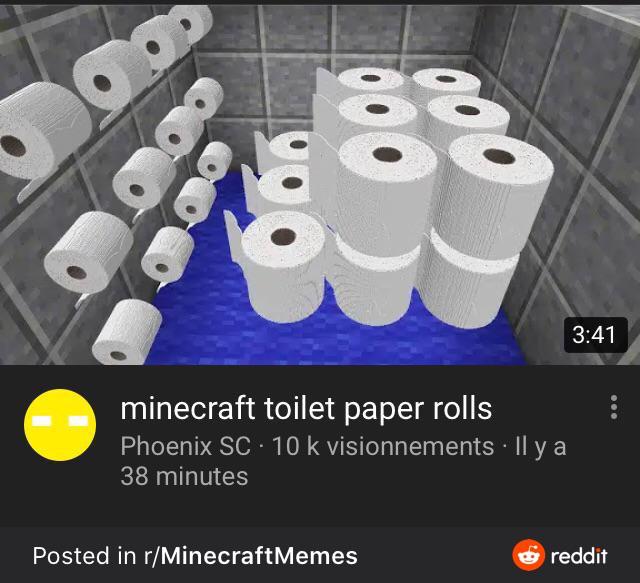 3:41
minecraft toilet paper rolls
Phoenix SC · 10 k visionnements · Il y a
38 minutes
Posted in r/MinecraftMemes
reddit